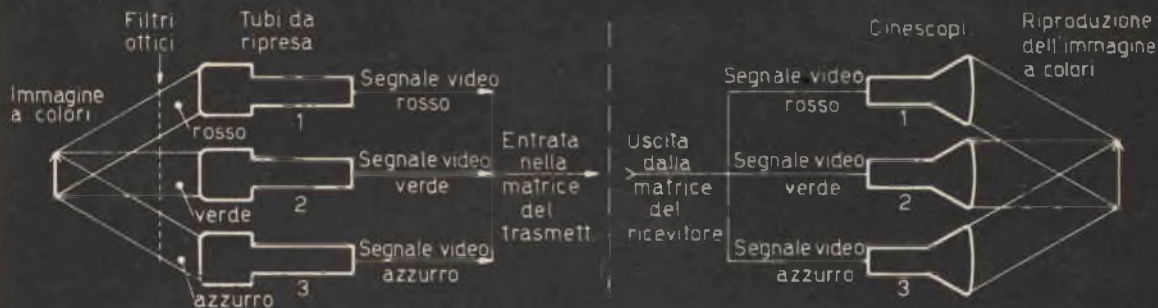 Filtri
ottici
Tubi da
ripresa
Immagine
a colori
rosso
verde
azzurro
1
2
3
Segnale video
rosso
Segnale video
verde
Segnale video
azzurro
Entrata
nella
matrice
del
trasmett.
Uscita
dalla
matrice
del
ricevitore
Segnale video
rosso
Segnale video
verde
Segnale video
azzurro
Cinescopi
1
2
3
Riproduzione
dell'immagine
a colori